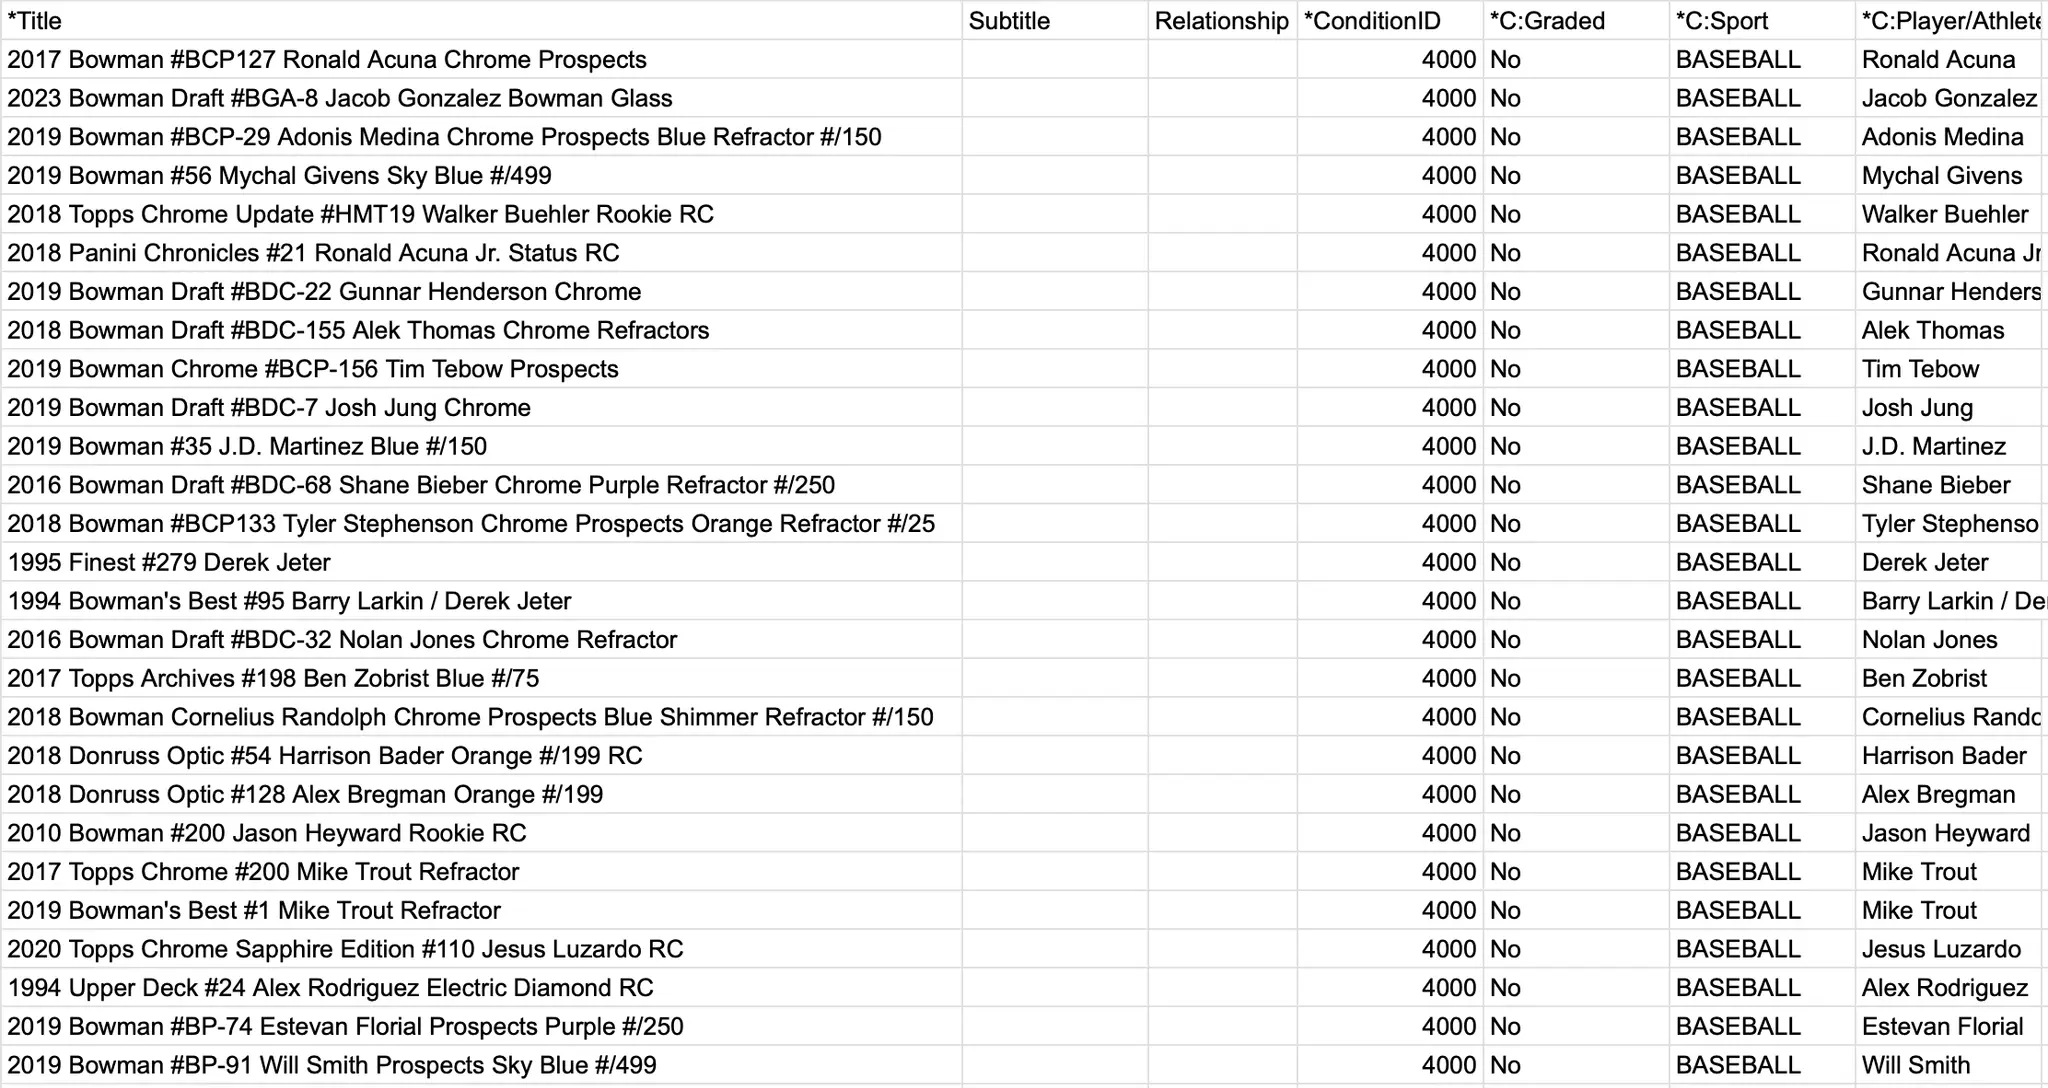 *Title Subtitle Relationship *ConditionID *C:Graded *C:Sport *C:Player/Athlete
2017 Bowman #BCP127 Ronald Acuna Chrome Prospects 4000 No BASEBALL Ronald Acuna
2023 Bowman Draft #BGA-8 Jacob Gonzalez Bowman Glass 4000 No BASEBALL Jacob Gonzalez
2019 Bowman #BCP-29 Adonis Medina Chrome Prospects Blue Refractor #/150 4000 No BASEBALL Adonis Medina
2019 Bowman #56 Mychal Givens Sky Blue #/499 4000 No BASEBALL Mychal Givens
2018 Topps Chrome Update #HMT19 Walker Buehler Rookie RC 4000 No BASEBALL Walker Buehler
2018 Panini Chronicles #21 Ronald Acuna Jr. Status RC 4000 No BASEBALL Ronald Acuna Jr
2019 Bowman Draft #BDC-22 Gunnar Henderson Chrome 4000 No BASEBALL Gunnar Henders
2018 Bowman Draft #BDC-155 Alek Thomas Chrome Refractors 4000 No BASEBALL Alek Thomas
2019 Bowman Chrome #BCP-156 Tim Tebow Prospects 4000 No BASEBALL Tim Tebow
2019 Bowman Draft #BDC-7 Josh Jung Chrome 4000 No BASEBALL Josh Jung
2019 Bowman #35 J.D. Martinez Blue #/150 4000 No BASEBALL J.D. Martinez
2016 Bowman Draft #BDC-68 Shane Bieber Chrome Purple Refractor #/250 4000 No BASEBALL Shane Bieber
2018 Bowman #BCP133 Tyler Stephenson Chrome Prospects Orange Refractor #/25 4000 No BASEBALL Tyler Stephenso
1995 Finest #279 Derek Jeter 4000 No BASEBALL Derek Jeter
1994 Bowman's Best #95 Barry Larkin / Derek Jeter 4000 No BASEBALL Barry Larkin / De
2016 Bowman Draft #BDC-32 Nolan Jones Chrome Refractor 4000 No BASEBALL Nolan Jones
2017 Topps Archives #198 Ben Zobrist Blue #/75 4000 No BASEBALL Ben Zobrist
2018 Bowman Cornelius Randolph Chrome Prospects Blue Shimmer Refractor #/150 4000 No BASEBALL Cornelius Rando
2018 Donruss Optic #54 Harrison Bader Orange #/199 RC 4000 No BASEBALL Harrison Bader
2018 Donruss Optic #128 Alex Bregman Orange #/199 4000 No BASEBALL Alex Bregman
2010 Bowman #200 Jason Heyward Rookie RC 4000 No BASEBALL Jason Heyward
2017 Topps Chrome #200 Mike Trout Refractor 4000 No BASEBALL Mike Trout
2019 Bowman's Best #1 Mike Trout Refractor 4000 No BASEBALL Mike Trout
2020 Topps Chrome Sapphire Edition #110 Jesus Luzardo RC 4000 No BASEBALL Jesus Luzardo
1994 Upper Deck #24 Alex Rodriguez Electric Diamond RC 4000 No BASEBALL Alex Rodriguez
2019 Bowman #BP-74 Estevan Florial Prospects Purple #/250 4000 No BASEBALL Estevan Florial
2019 Bowman #BP-91 Will Smith Prospects Sky Blue #/499 4000 No BASEBALL Will Smith